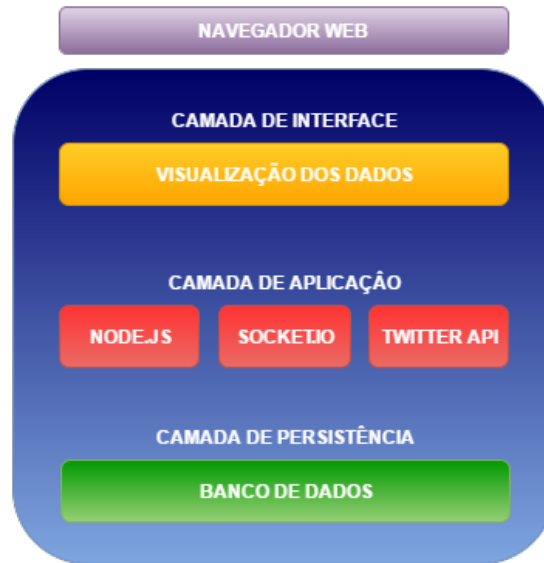 NAVEGADOR WEB
CAMADA DE INTERFACE
VISUALIZAÇÃO DOS DADOS
CAMADA DE APLICAÇÂO
NODE.JS SOCKET.IO TWITTER API
CAMADA DE PERSISTÊNCIA
BANCO DE DADOS